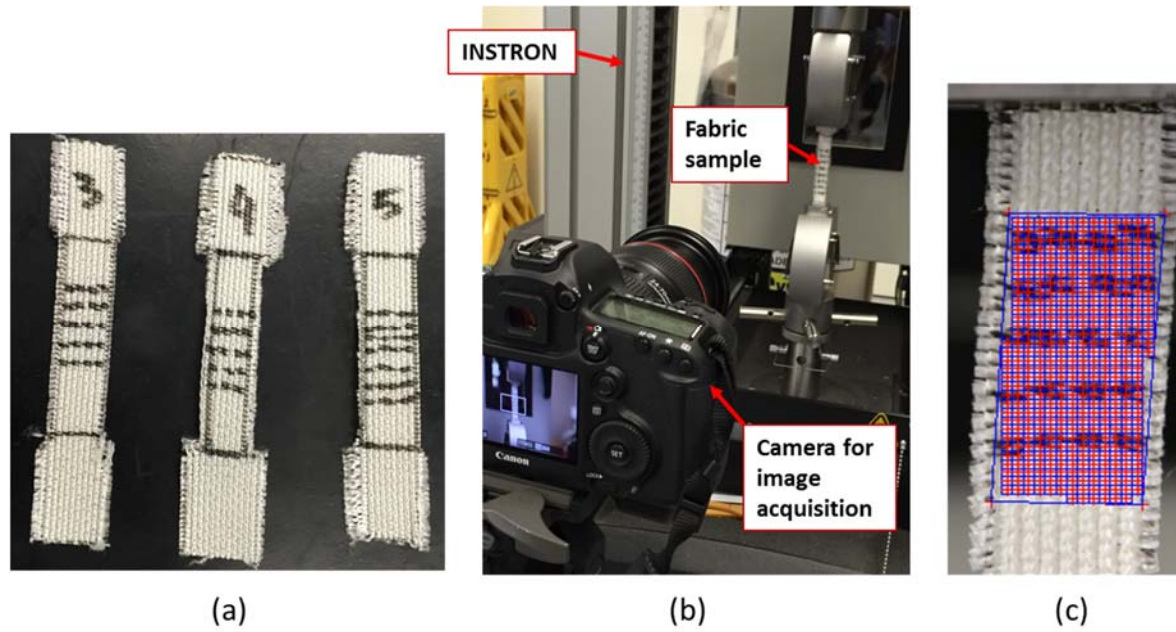 3
4
5
(a)
INSTRON
Fabric
sample
Canon
SET
Camera for
image
acquisition
(b)
(c)